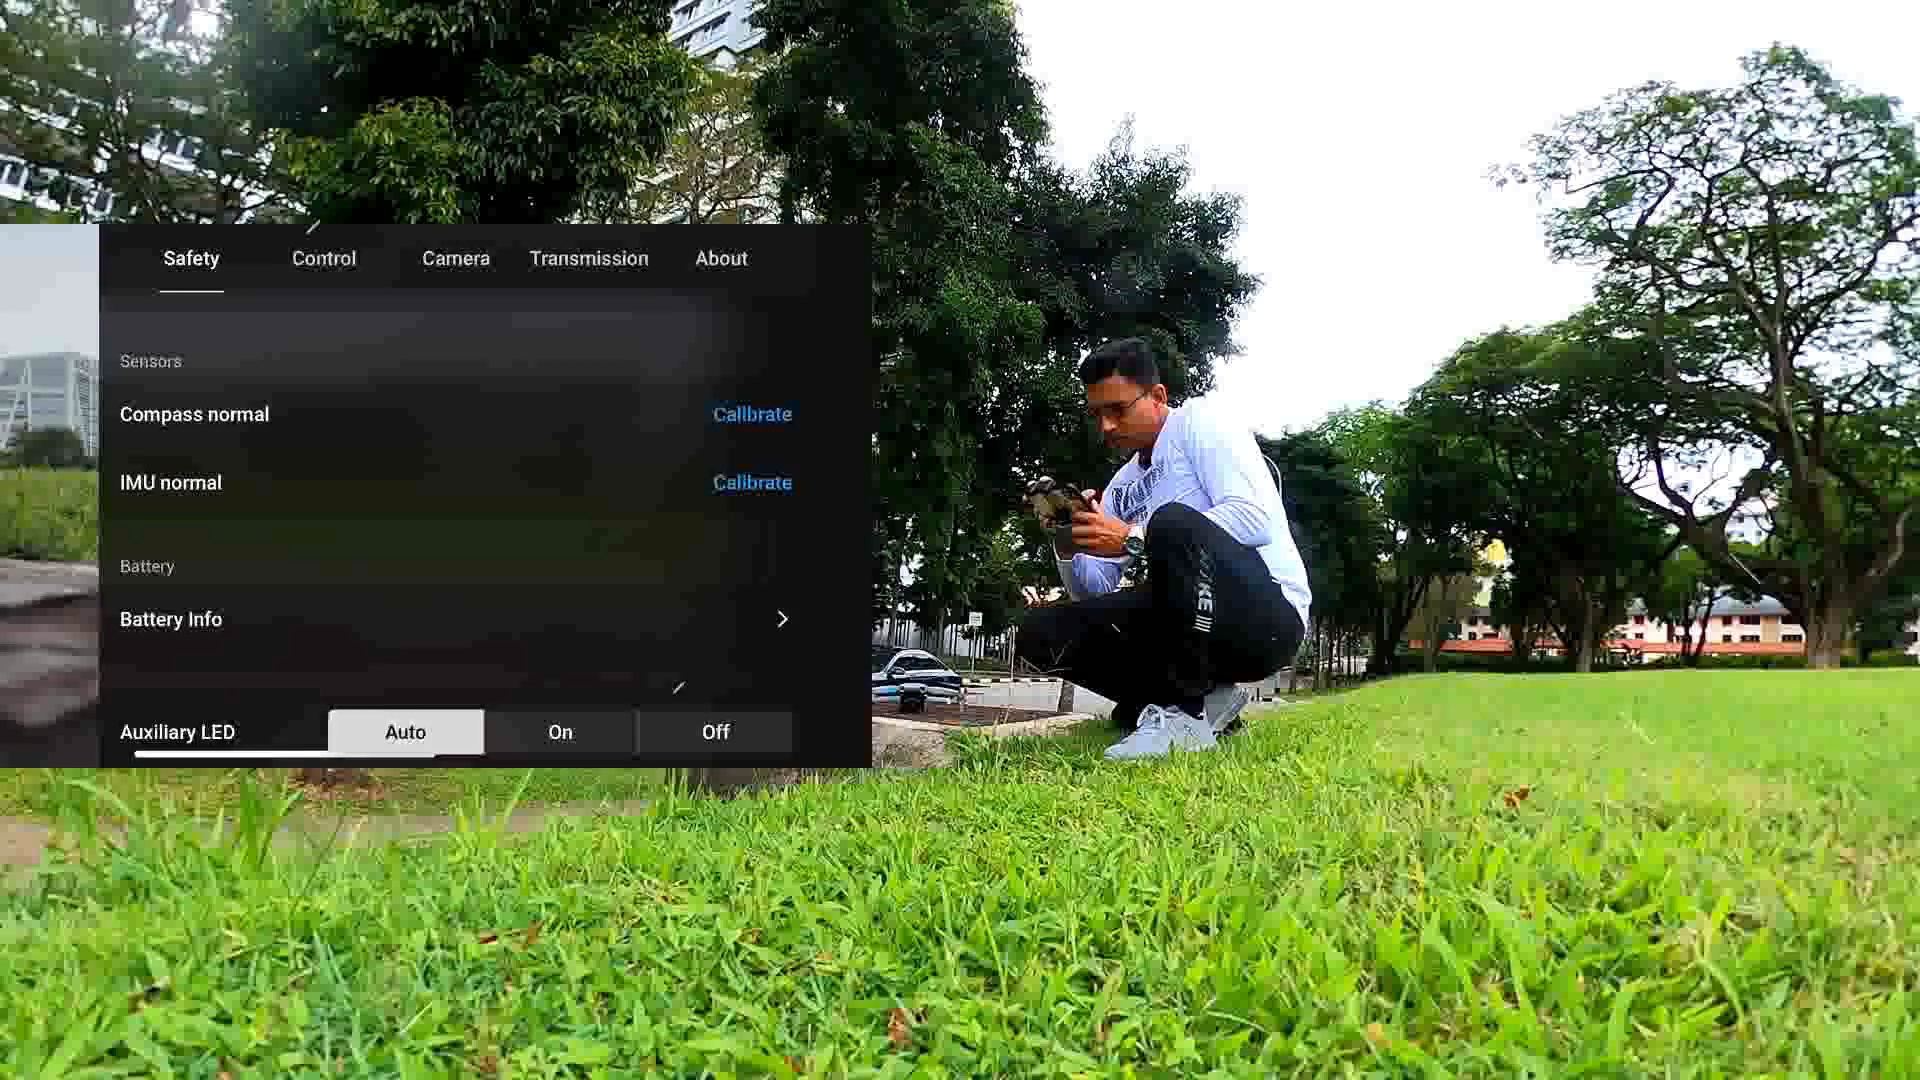 Safety Control Camera Transmission About
Sensors
Compass normal Calibrate
IMU normal Calibrate
Battery
Battery Info
Auxiliary LED Auto On Off